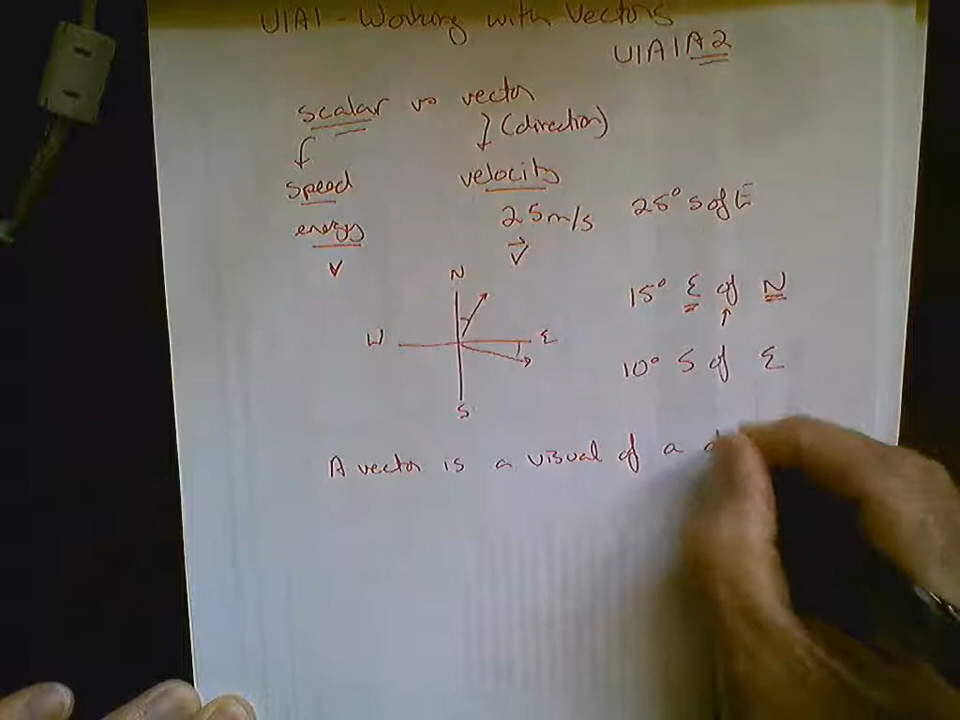 U1A1 - Working with Vectors
U1A1A2
scalar vs vector
(direction)
speed velocity
energy 25m/s 25° S of E
v v
N
15° E of N
W E
10° S of E
S
A vector is a visual of a